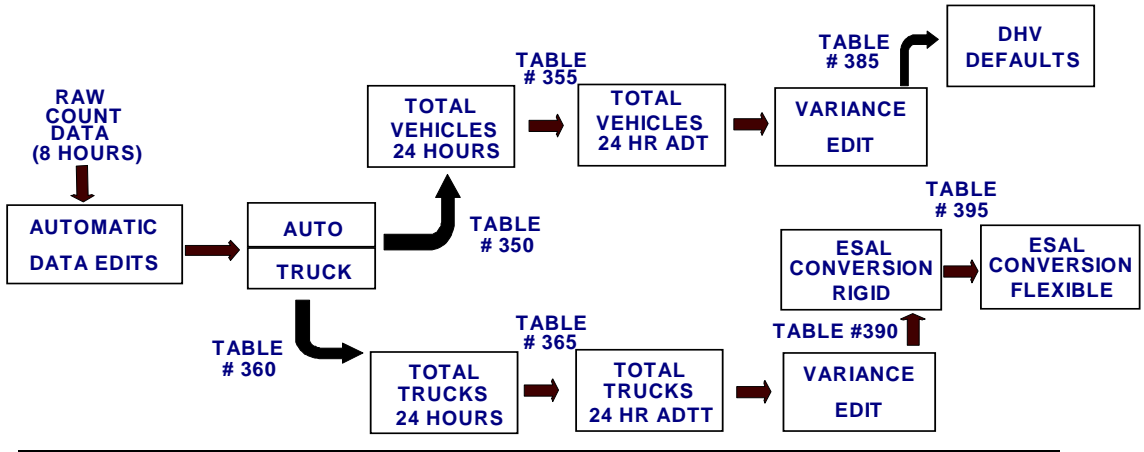 RAW
COUNT
DATA
(8 HOURS)
AUTOMATIC
DATA EDITS
AUTO
TRUCK
TABLE
# 350
TOTAL
VEHICLES
24 HOURS
TABLE
# 355
TOTAL
VEHICLES
24 HR ADT
VARIANCE
EDIT
TABLE
# 385
DHV
DEFAULTS
TABLE
# 360
TOTAL
TRUCKS
24 HOURS
TABLE
# 365
TOTAL
TRUCKS
24 HR ADTT
VARIANCE
EDIT
TABLE #390
ESAL
CONVERSION
RIGID
TABLE
# 395
ESAL
CONVERSION
FLEXIBLE